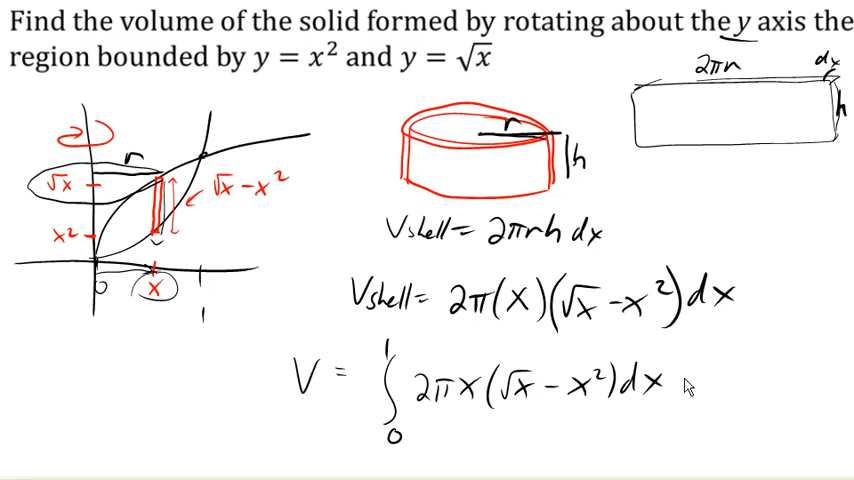 Find the volume of the solid formed by rotating about the y axis the
region bounded by y = x² and y = √x
2πr
dx
h
r
√x
√x − x²
x²
0
x
1
r
h
Vshell = 2πrh dx
Vshell = 2π(x)(√x − x²)dx
V = ∫₀¹ 2πx(√x − x²)dx